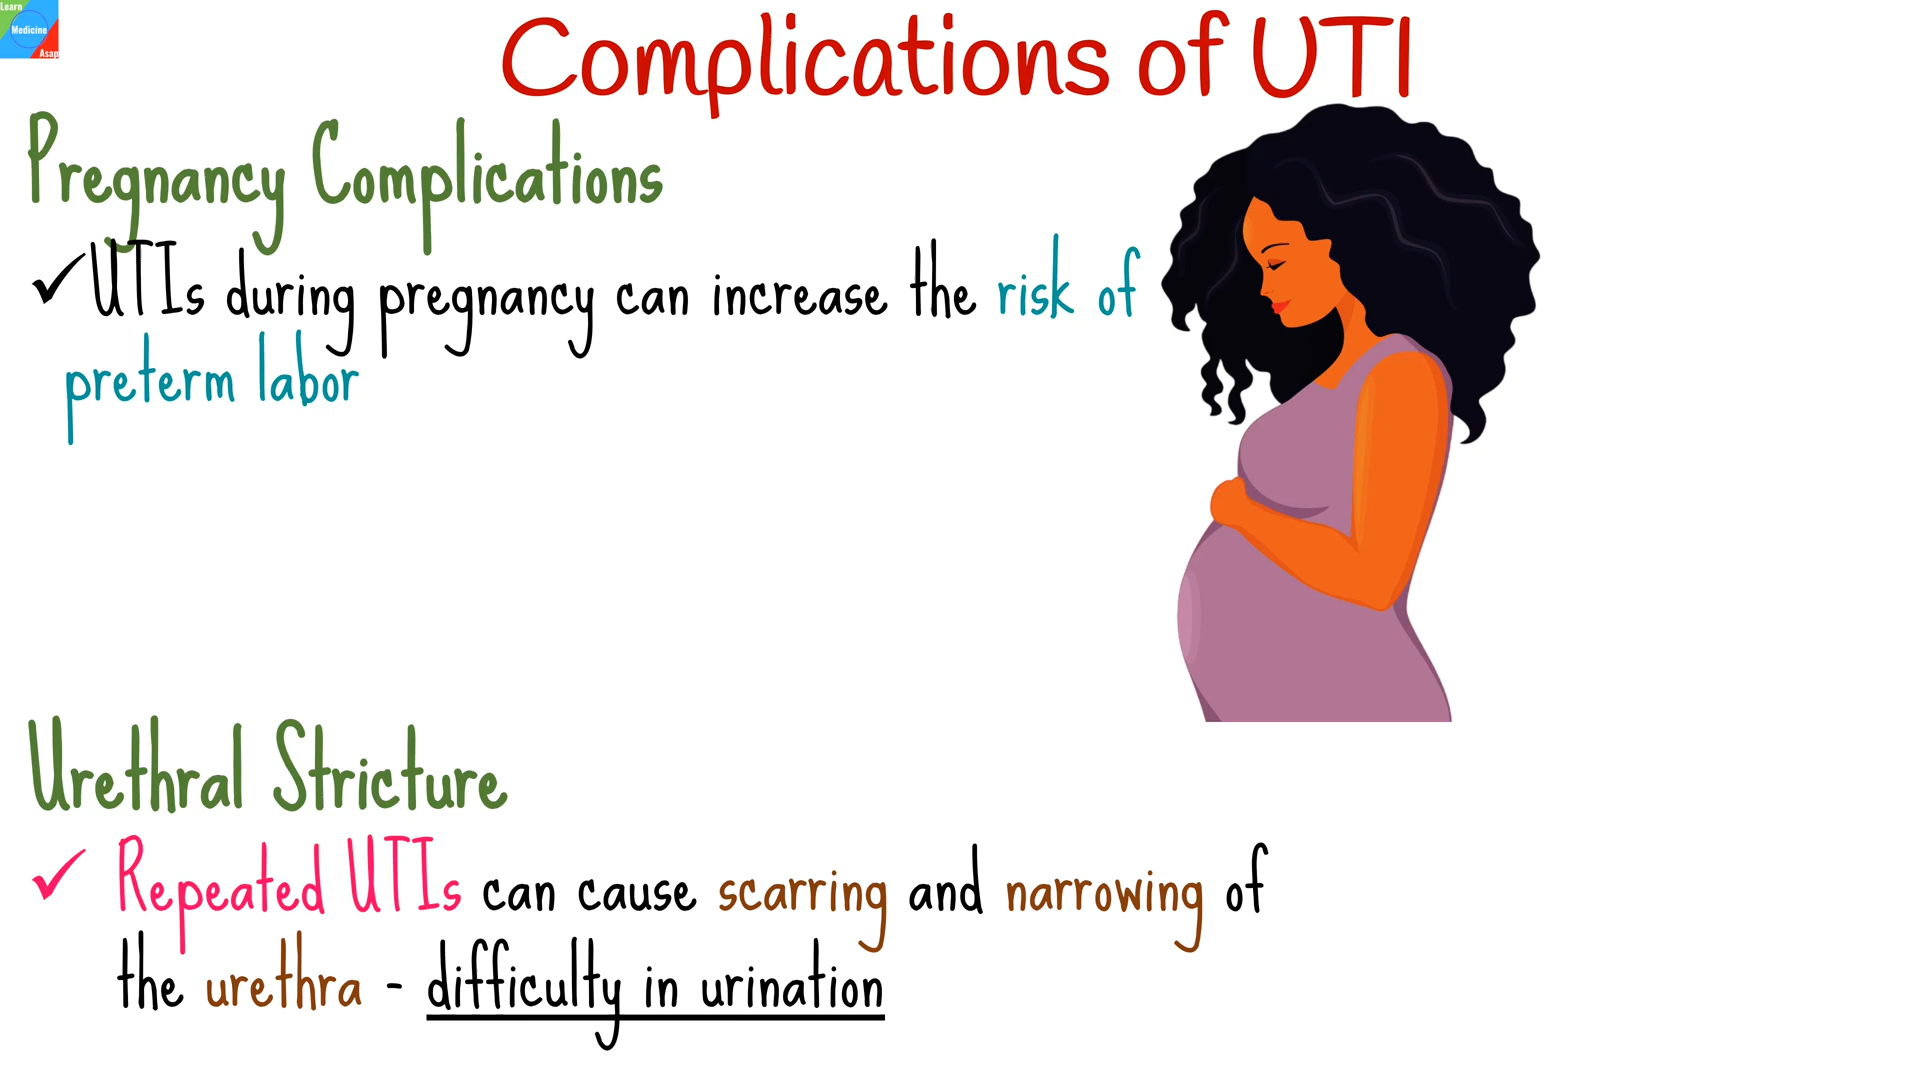 Learn
Medicine
Asap
Complications of UTI
Pregnancy Complications
✓UTIs during pregnancy can increase the risk of
preterm labor
Urethral Stricture
✓ Repeated UTIs can cause scarring and narrowing of
the urethra - difficulty in urination